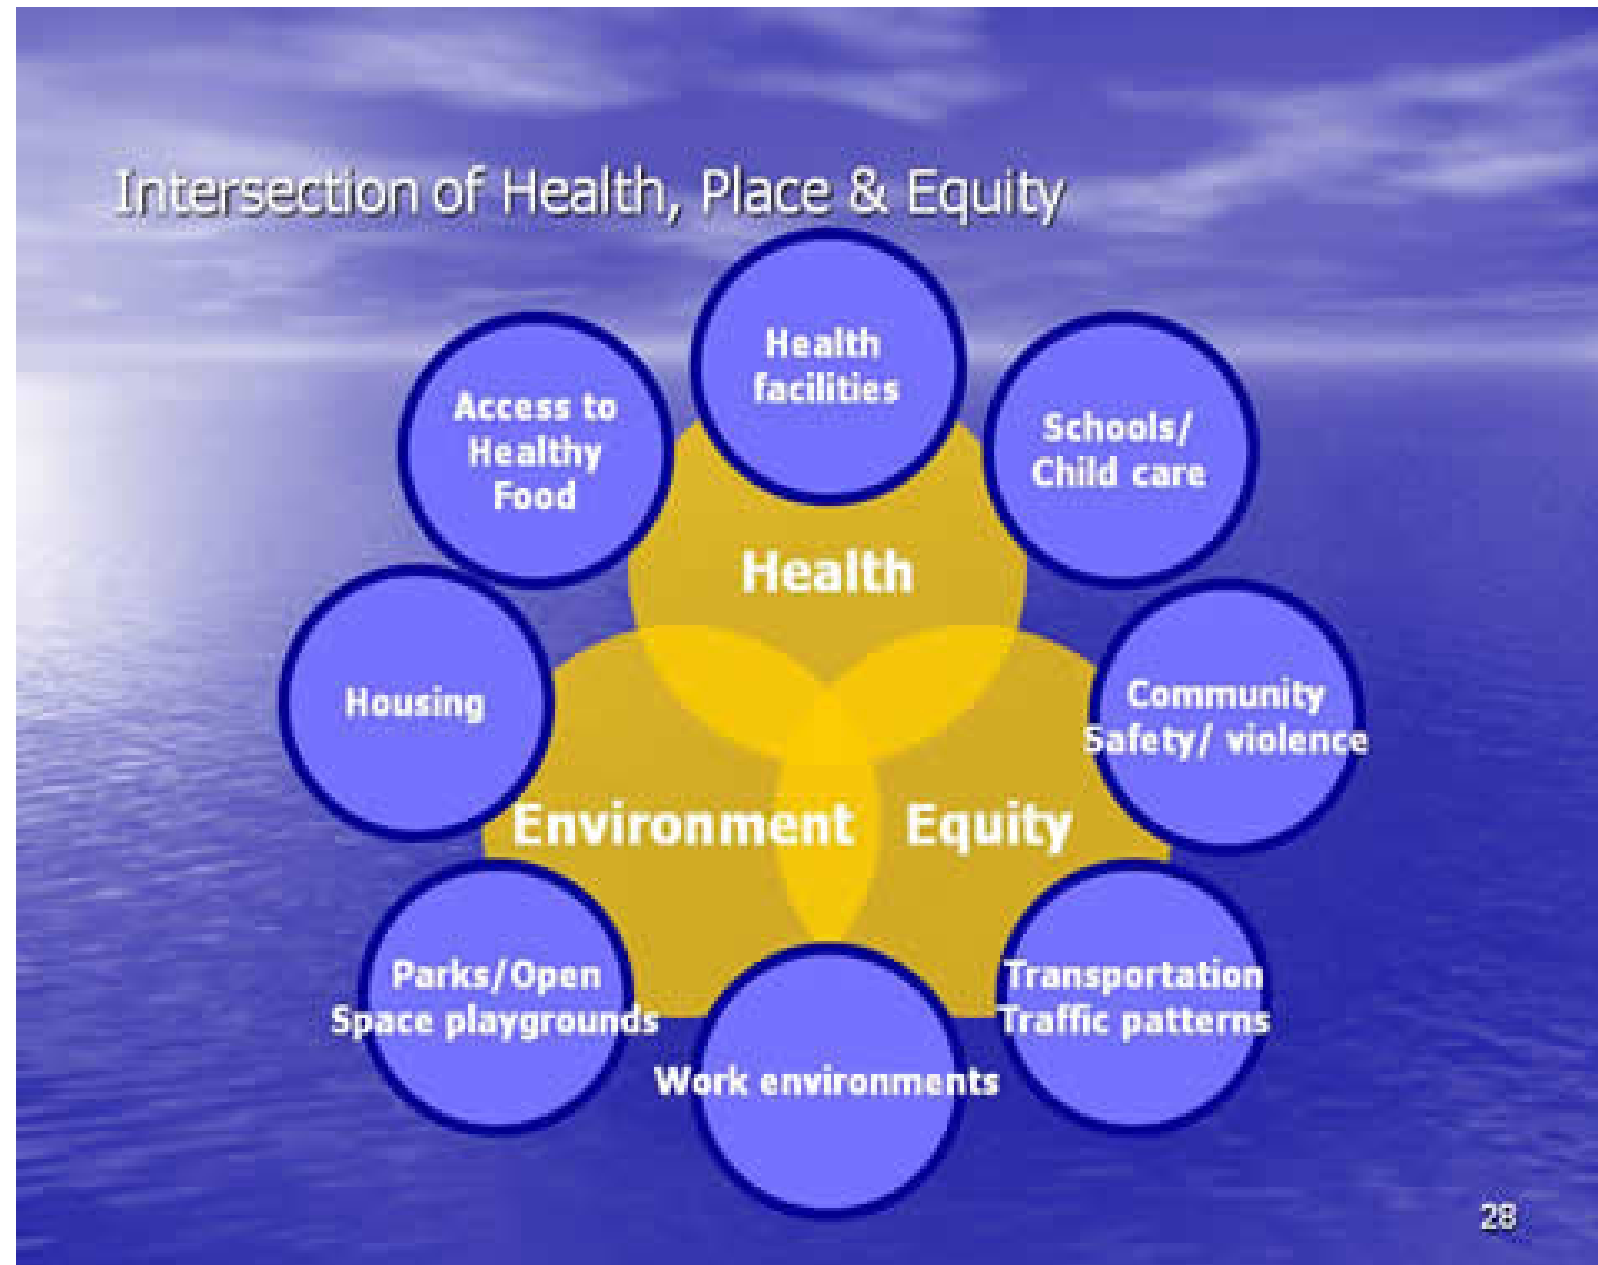 Intersection of Health, Place & Equity
Health
facilities
Access to
Healthy
Food
Schools/
Child care
Health
Housing
Community
Safety/ violence
Environment
Equity
Parks/Open
Space playgrounds
Transportation
Traffic patterns
Work environments
28